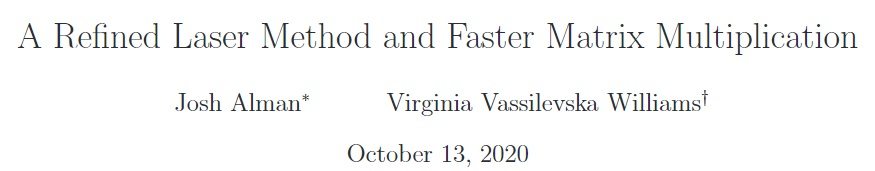 A Refined Laser Method and Faster Matrix Multiplication
Josh Alman* Virginia Vassilevska Williams†
October 13, 2020